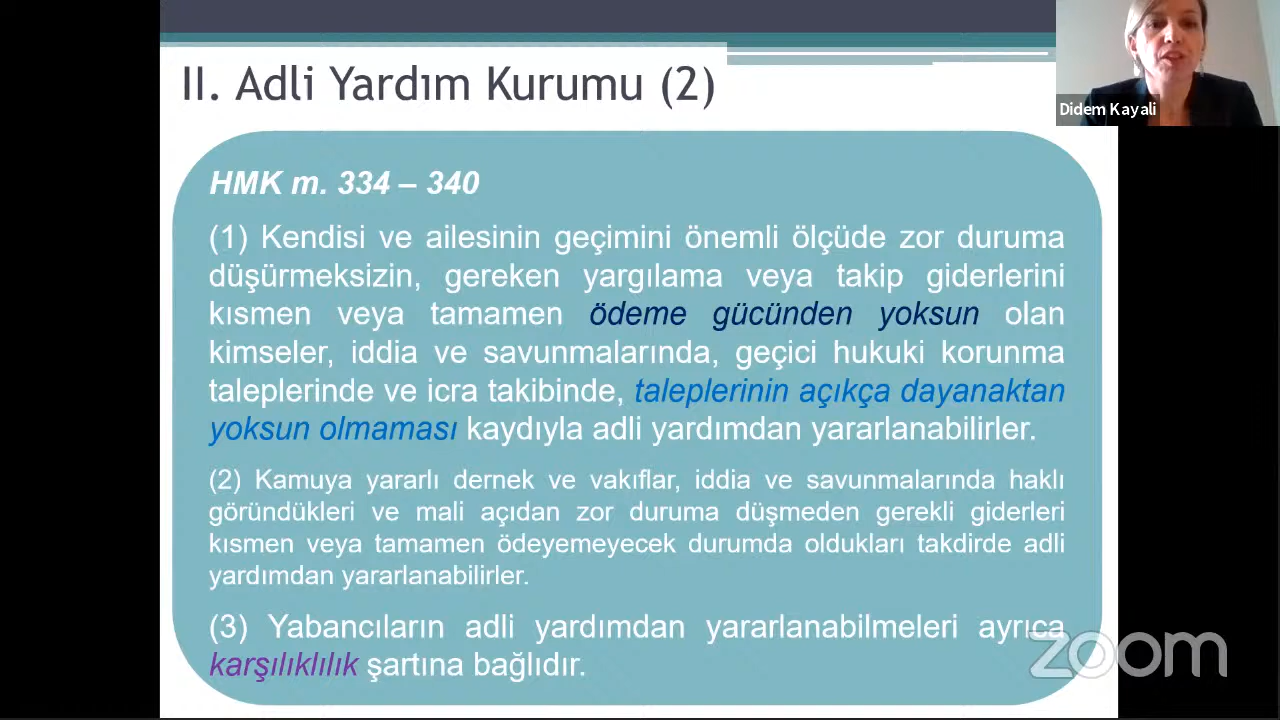 II. Adli Yardım Kurumu (2)
Didem Kayali
HMK m. 334 – 340
(1) Kendisi ve ailesinin geçimini önemli ölçüde zor duruma
düşürmeksizin, gereken yargılama veya takip giderlerini
kısmen veya tamamen ödeme gücünden yoksun olan
kimseler, iddia ve savunmalarında, geçici hukuki korunma
taleplerinde ve icra takibinde, taleplerinin açıkça dayanaktan
yoksun olmaması kaydıyla adli yardımdan yararlanabilirler.
(2) Kamuya yararlı dernek ve vakıflar, iddia ve savunmalarında haklı
göründükleri ve mali açıdan zor duruma düşmeden gerekli giderleri
kısmen veya tamamen ödeyemeyecek durumda oldukları takdirde adli
yardımdan yararlanabilirler.
(3) Yabancıların adli yardımdan yararlanabilmeleri ayrıca
karşılıklılık şartına bağlıdır.
zoom